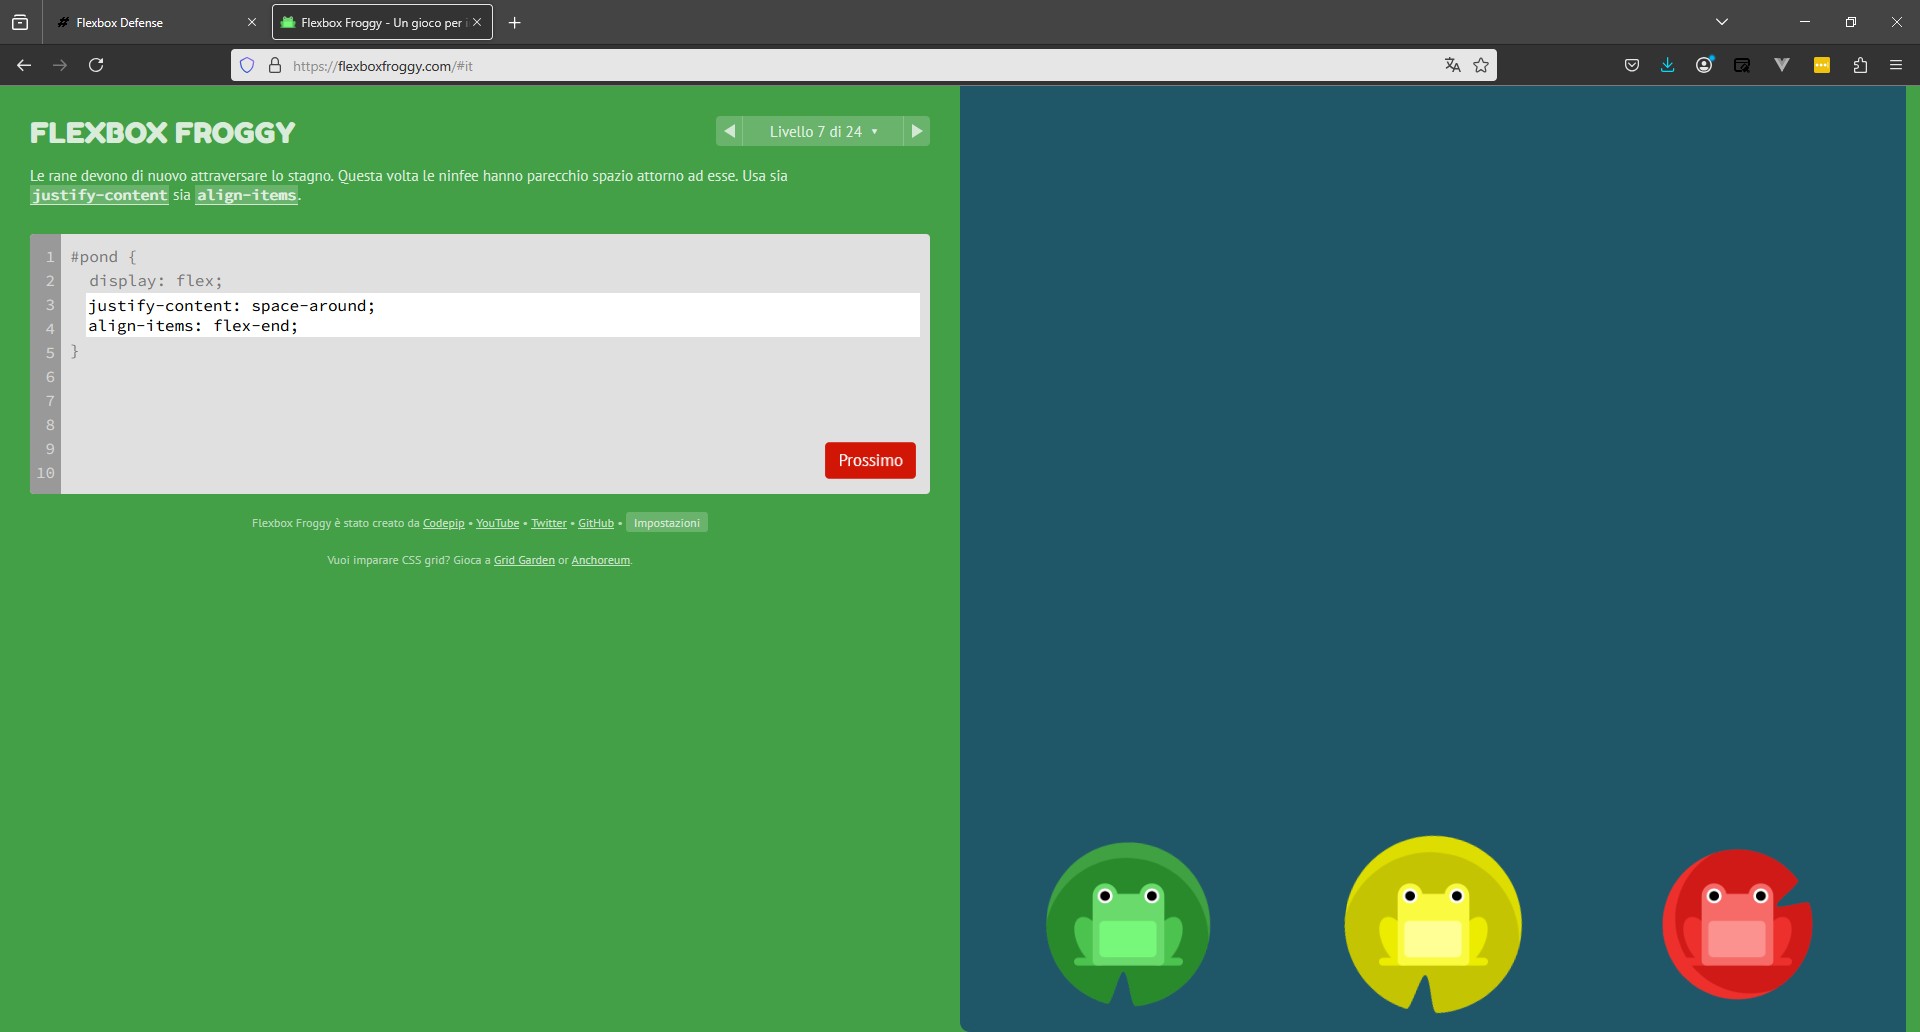 Flexbox Defense
Flexbox Froggy - Un gioco per i
https://flexboxfroggy.com/#it
FLEXBOX FROGGY
Livello 7 di 24 ▾
Le rane devono di nuovo attraversare lo stagno. Questa volta le ninfee hanno parecchio spazio attorno ad esse. Usa sia
justify-content sia align-items.
1 #pond {
2 display: flex;
3 justify-content: space-around;
4 align-items: flex-end;
5 }
6
7
8
9
10
Prossimo
Flexbox Froggy è stato creato da Codepip • YouTube • Twitter • GitHub • Impostazioni
Vuoi imparare CSS grid? Gioca a Grid Garden or Anchoreum.